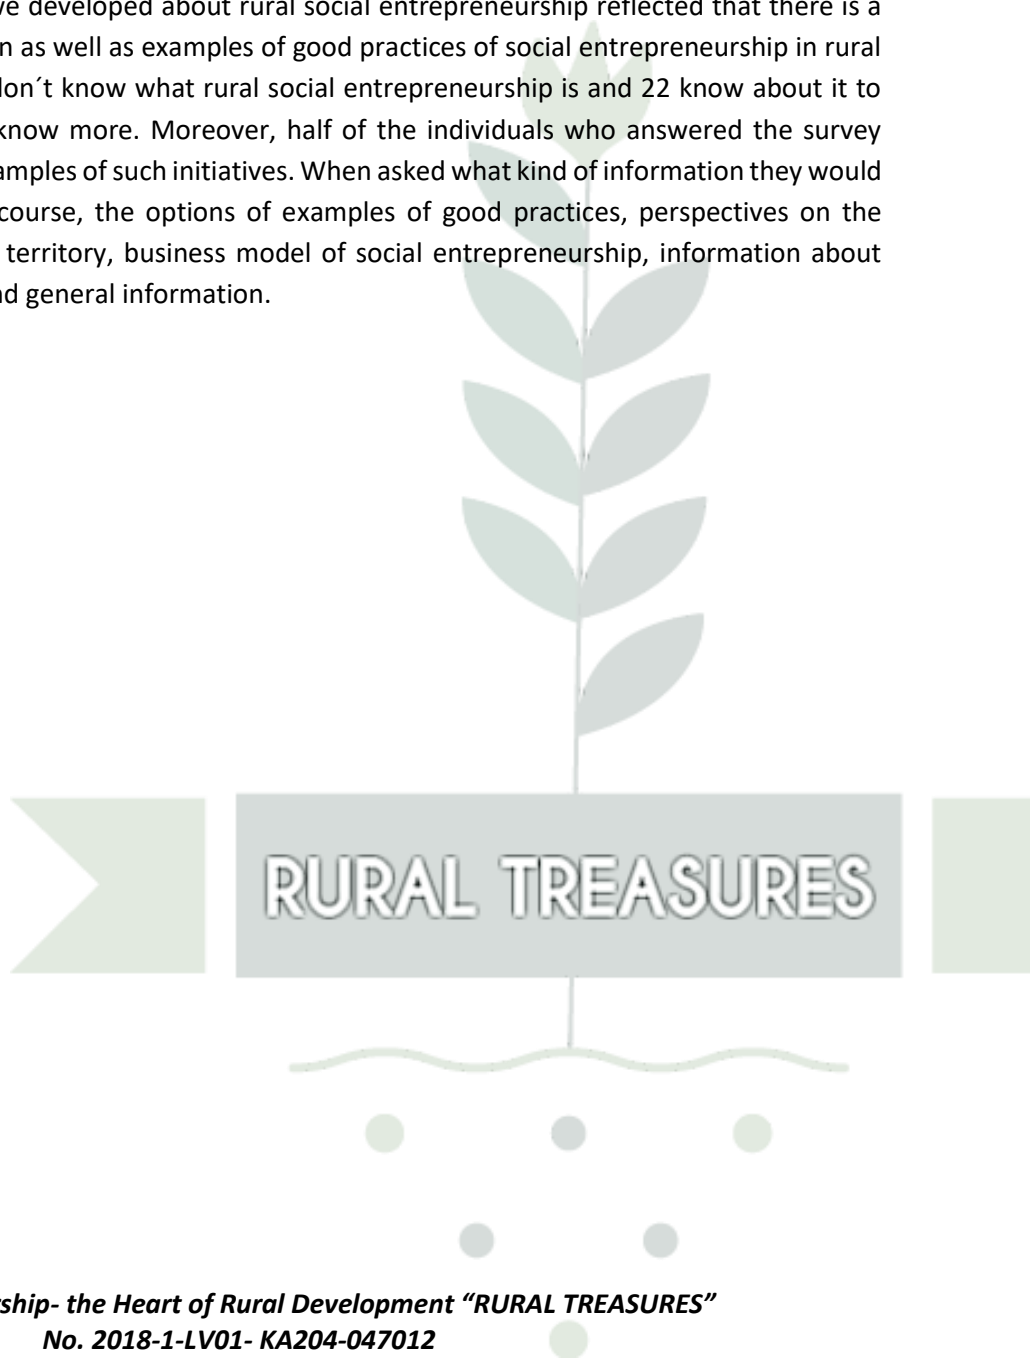 ve developed about rural social entrepreneurship reflected that there is a
n as well as examples of good practices of social entrepreneurship in rural
don´t know what rural social entrepreneurship is and 22 know about it to
know more. Moreover, half of the individuals who answered the survey
amples of such initiatives. When asked what kind of information they would
course, the options of examples of good practices, perspectives on the
territory, business model of social entrepreneurship, information about
nd general information.
RURAL TREASURES
rship- the Heart of Rural Development “RURAL TREASURES”
No. 2018-1-LV01- KA204-047012